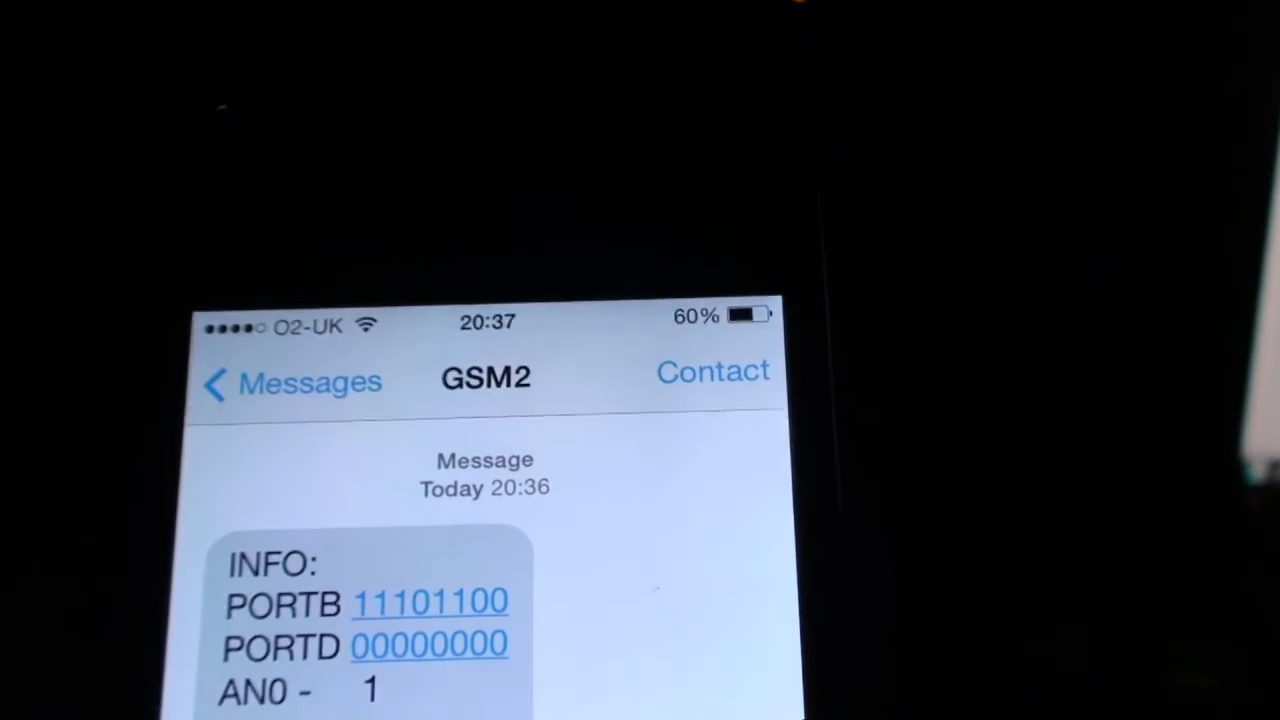 O2-UK 20:37 60%
Messages GSM2 Contact
Message
Today 20:36
INFO:
PORTB 11101100
PORTD 00000000
AN0 - 1